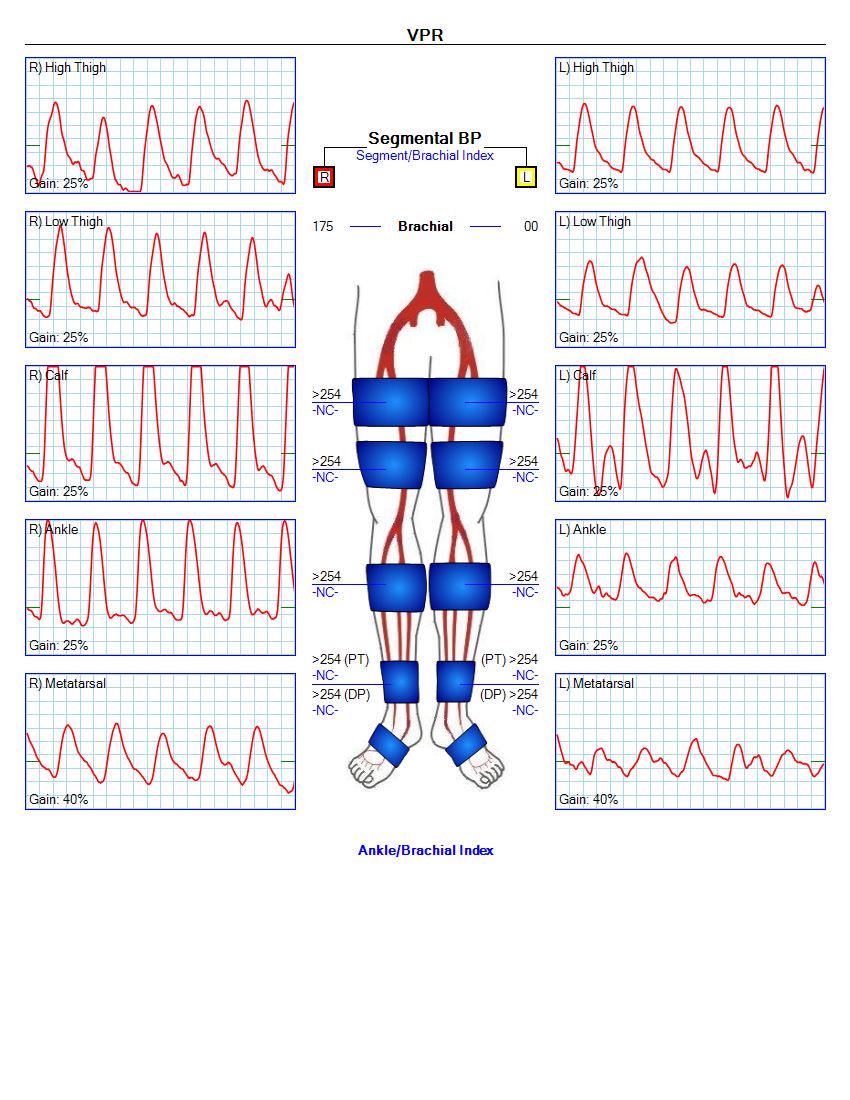 VPR
R) High Thigh
Gain: 25%
L) High Thigh
Gain: 25%
Segmental BP
Segment/Brachial Index
R
L
175
Brachial
00
R) Low Thigh
Gain: 25%
L) Low Thigh
Gain: 25%
R) Calf
Gain: 25%
L) Calf
Gain: 25%
>254
-NC-
>254
-NC-
>254
-NC-
>254
-NC-
R) Ankle
Gain: 25%
L) Ankle
Gain: 25%
>254
-NC-
>254
-NC-
>254 (PT)
-NC-
>254 (DP)
-NC-
(PT) >254
-NC-
(DP) >254
-NC-
R) Metatarsal
Gain: 40%
L) Metatarsal
Gain: 40%
Ankle/Brachial Index